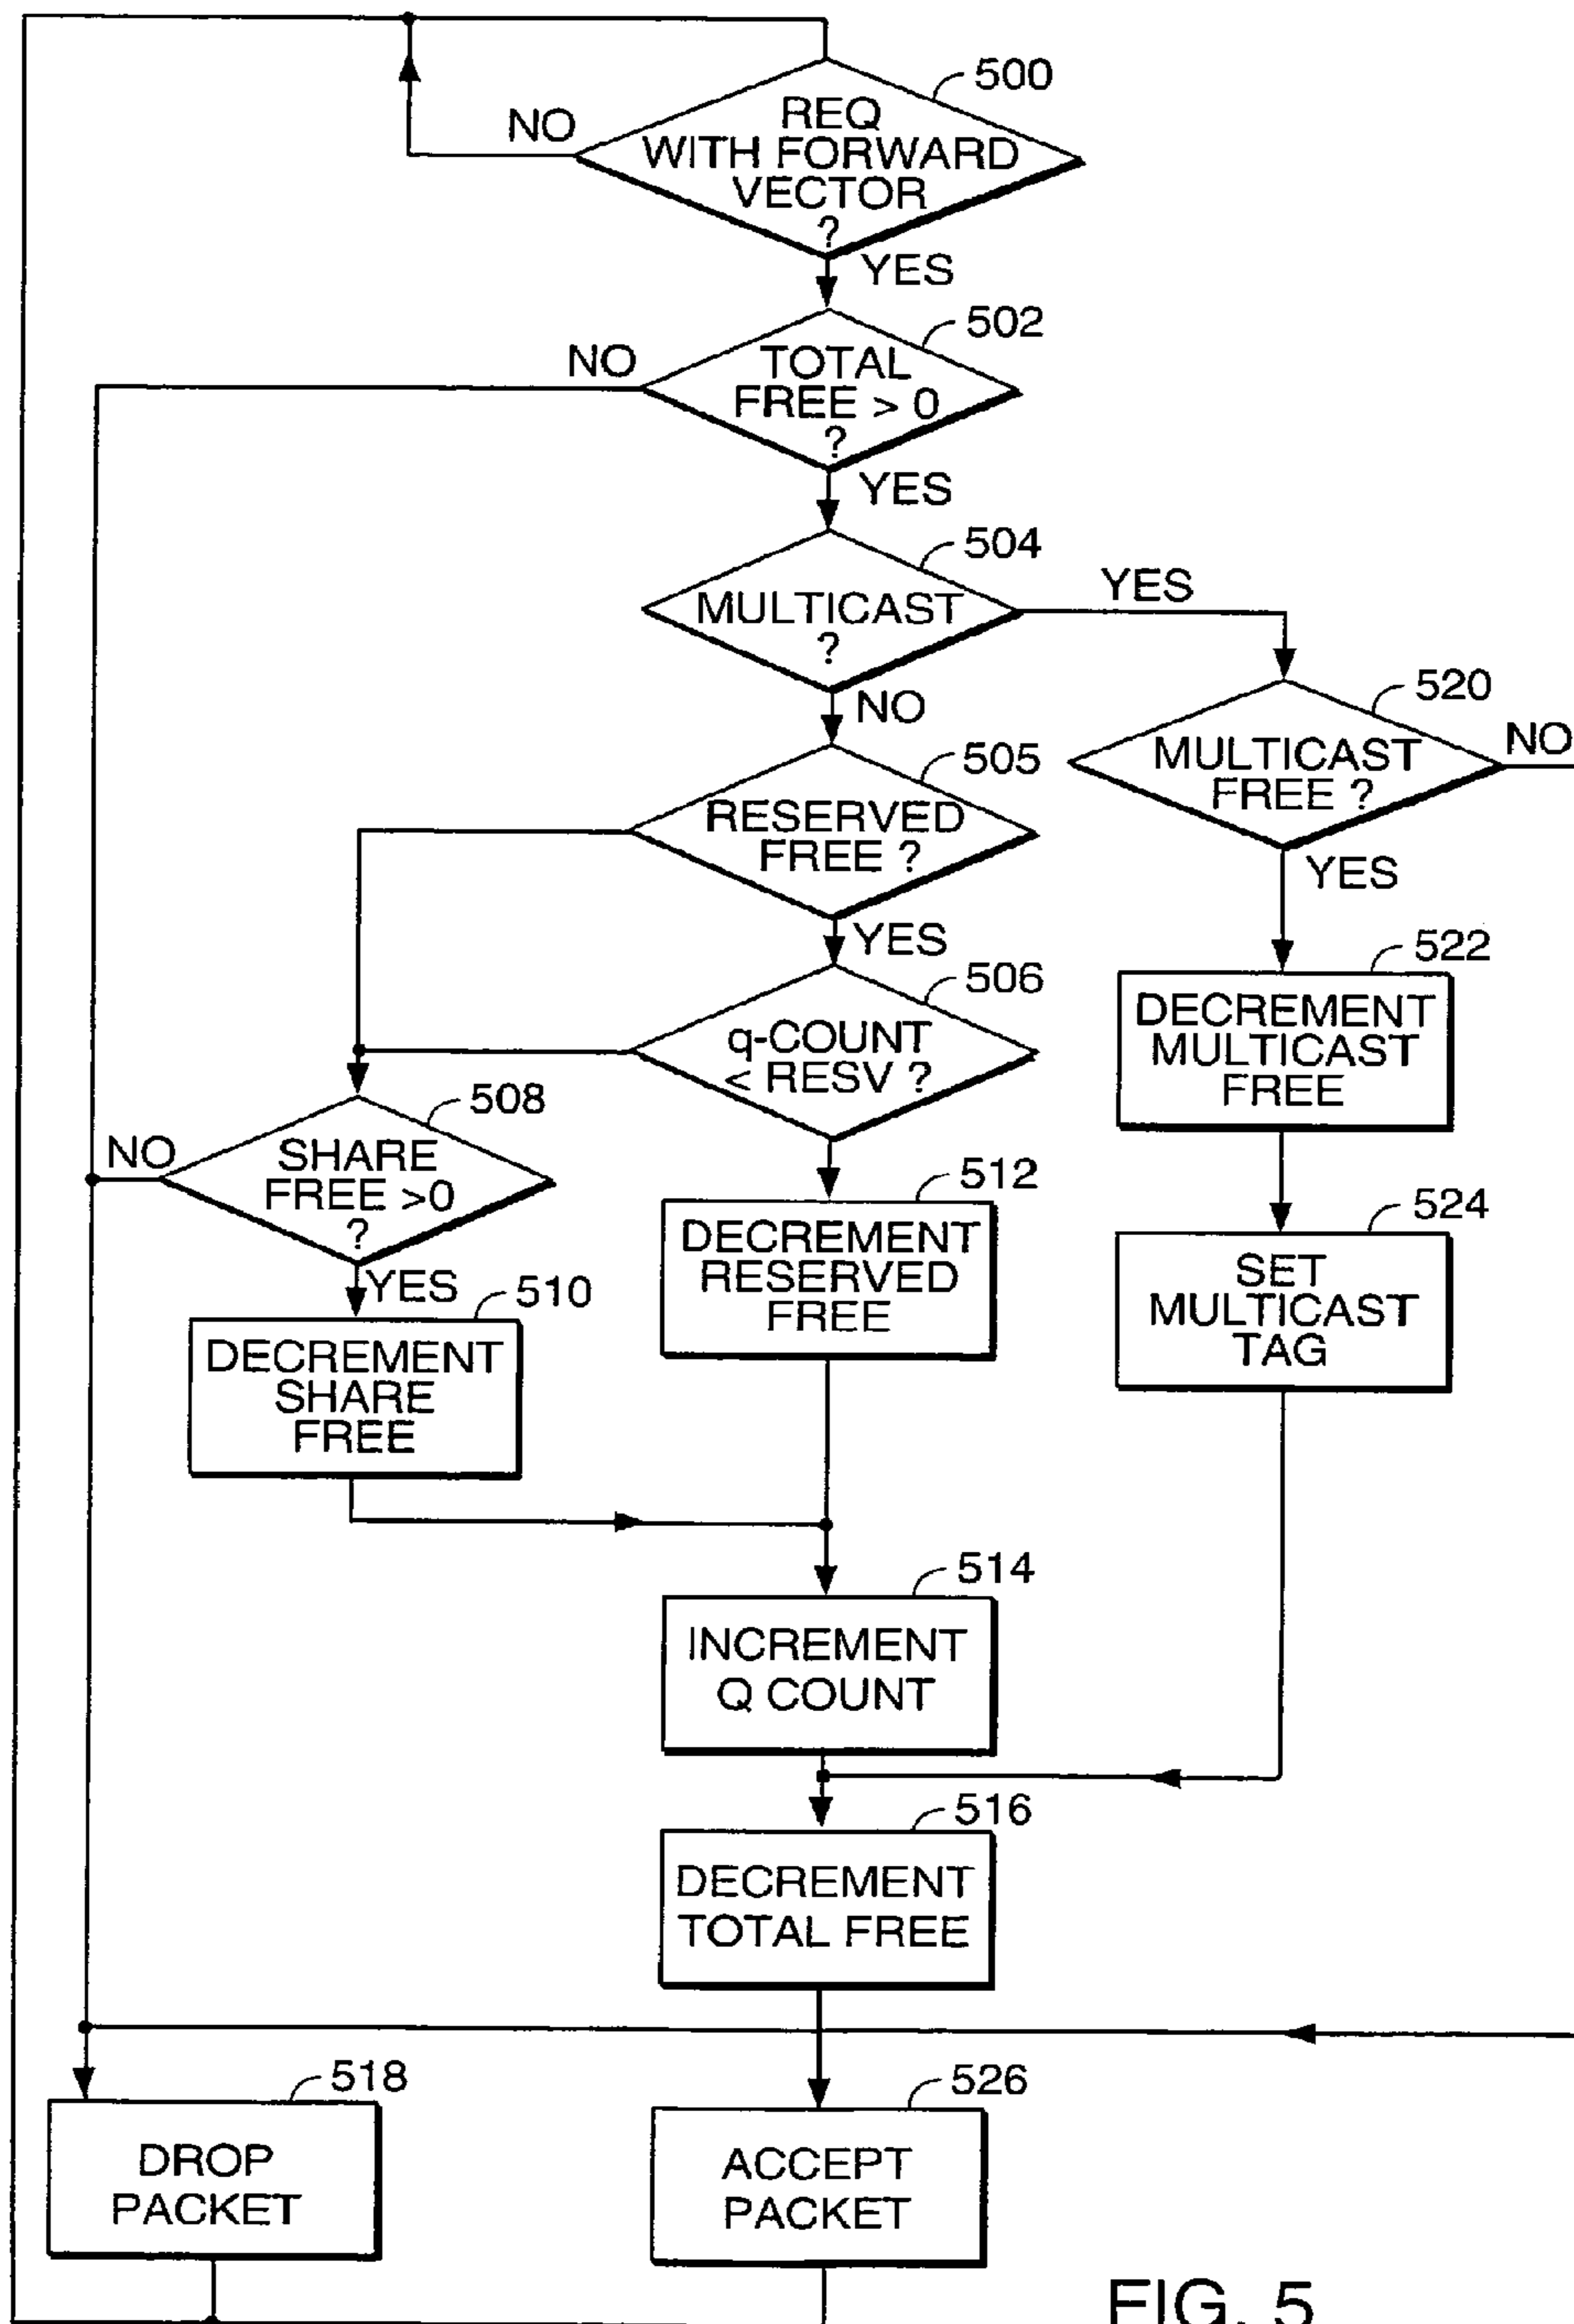 500
REQ
WITH FORWARD
VECTOR
?
NO
YES
502
TOTAL
FREE > 0
?
NO
YES
504
MULTICAST
?
YES
NO
520
MULTICAST
FREE ?
NO
YES
505
RESERVED
FREE ?
YES
506
q-COUNT
< RESV ?
522
DECREMENT
MULTICAST
FREE
508
SHARE
FREE >0
?
NO
YES
512
DECREMENT
RESERVED
FREE
524
SET
MULTICAST
TAG
510
DECREMENT
SHARE
FREE
514
INCREMENT
Q COUNT
516
DECREMENT
TOTAL FREE
518
DROP
PACKET
526
ACCEPT
PACKET
FIG. 5